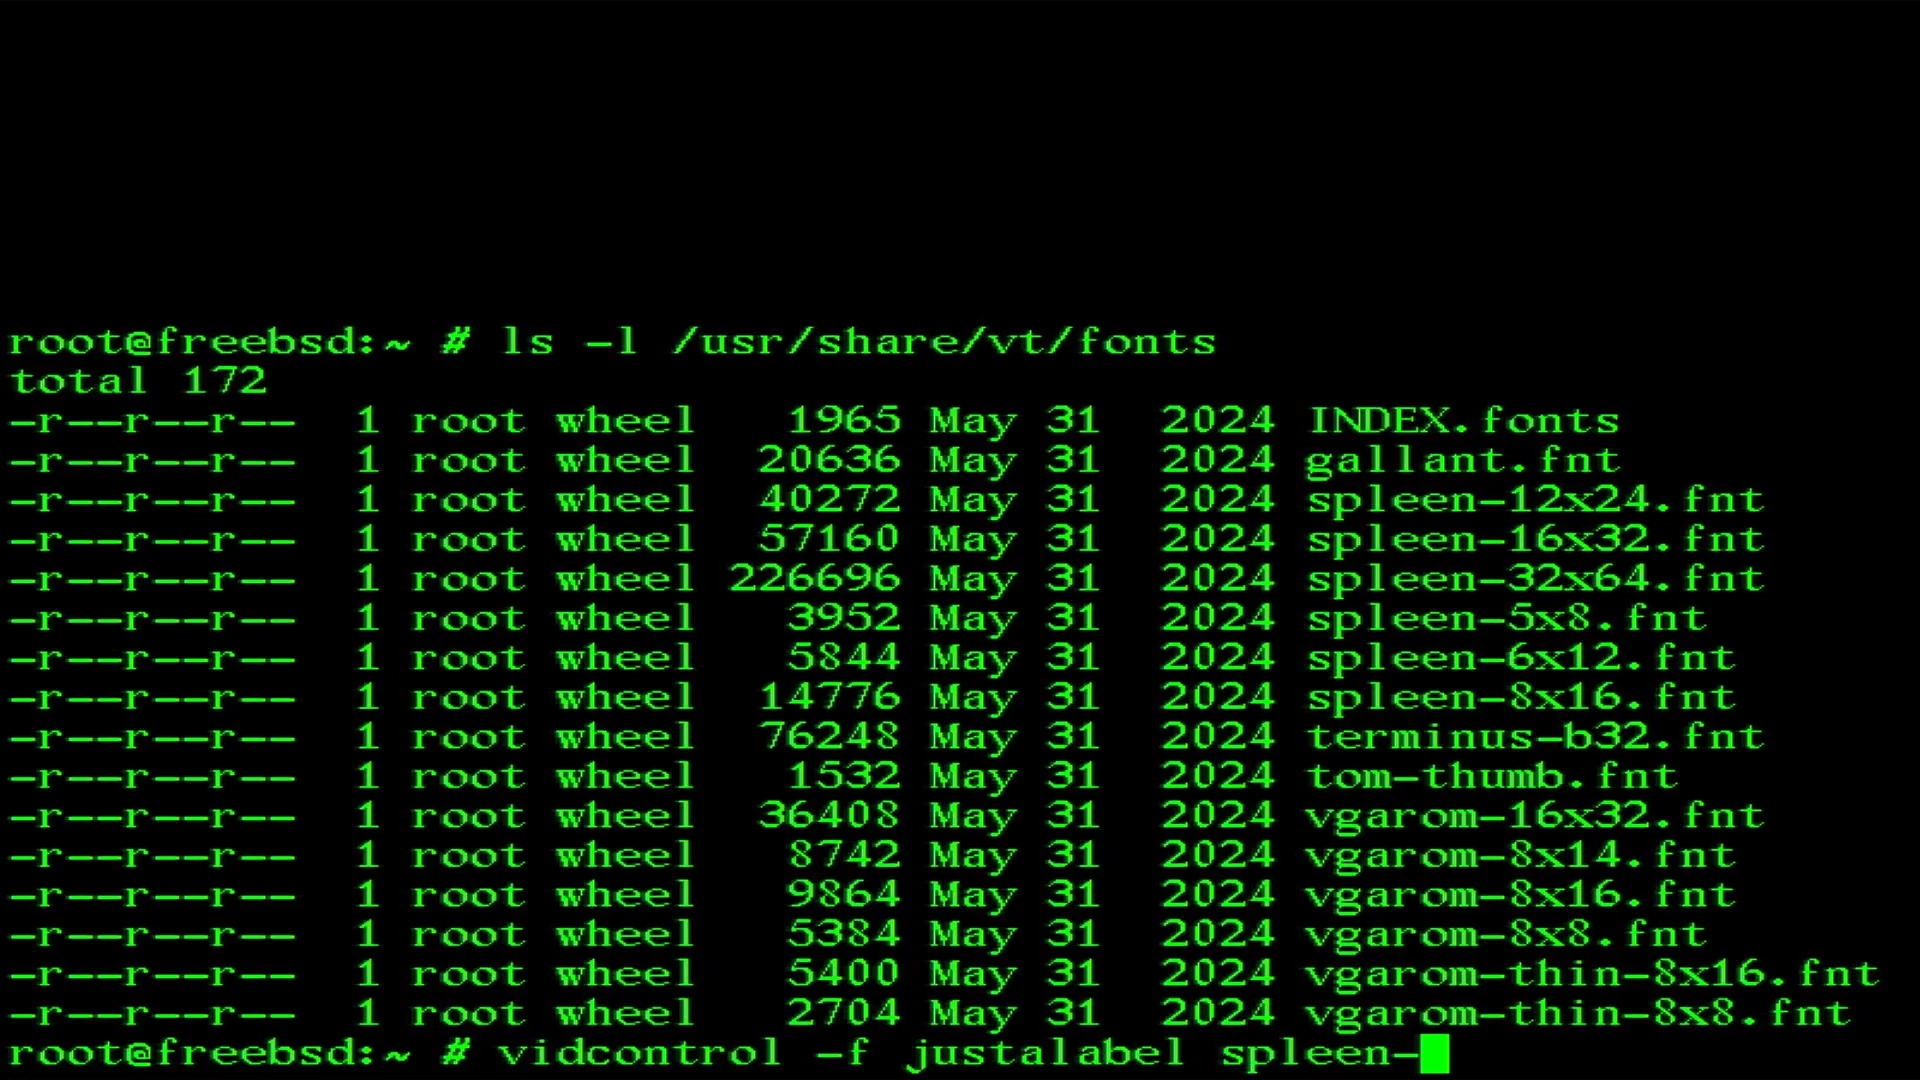 root@freebsd:~ # ls -l /usr/share/vt/fonts
total 172
-r--r--r--  1 root wheel   1965 May 31  2024 INDEX.fonts
-r--r--r--  1 root wheel  20636 May 31  2024 gallant.fnt
-r--r--r--  1 root wheel  40272 May 31  2024 spleen-12x24.fnt
-r--r--r--  1 root wheel  57160 May 31  2024 spleen-16x32.fnt
-r--r--r--  1 root wheel 226696 May 31  2024 spleen-32x64.fnt
-r--r--r--  1 root wheel   3952 May 31  2024 spleen-5x8.fnt
-r--r--r--  1 root wheel   5844 May 31  2024 spleen-6x12.fnt
-r--r--r--  1 root wheel  14776 May 31  2024 spleen-8x16.fnt
-r--r--r--  1 root wheel  76248 May 31  2024 terminus-b32.fnt
-r--r--r--  1 root wheel   1532 May 31  2024 tom-thumb.fnt
-r--r--r--  1 root wheel  36408 May 31  2024 vgarom-16x32.fnt
-r--r--r--  1 root wheel   8742 May 31  2024 vgarom-8x14.fnt
-r--r--r--  1 root wheel   9864 May 31  2024 vgarom-8x16.fnt
-r--r--r--  1 root wheel   5384 May 31  2024 vgarom-8x8.fnt
-r--r--r--  1 root wheel   5400 May 31  2024 vgarom-thin-8x16.fnt
-r--r--r--  1 root wheel   2704 May 31  2024 vgarom-thin-8x8.fnt
root@freebsd:~ # vidcontrol -f justalabel spleen-